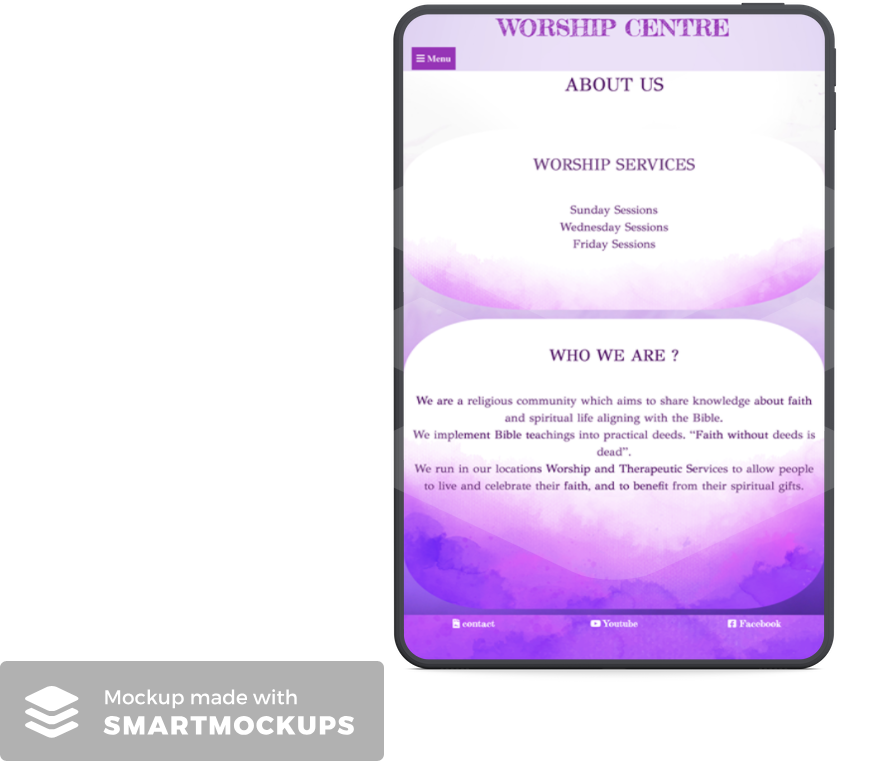 WORSHIP CENTRE
Menu
ABOUT US
WORSHIP SERVICES
Sunday Sessions
Wednesday Sessions
Friday Sessions
WHO WE ARE ?
We are a religious community which aims to share knowledge about faith
and spiritual life aligning with the Bible.
We implement Bible teachings into practical deeds. “Faith without deeds is
dead”.
We run in our locations Worship and Therapeutic Services to allow people
to live and celebrate their faith, and to benefit from their spiritual gifts.
contact Youtube Facebook
Mockup made with
SMARTMOCKUPS